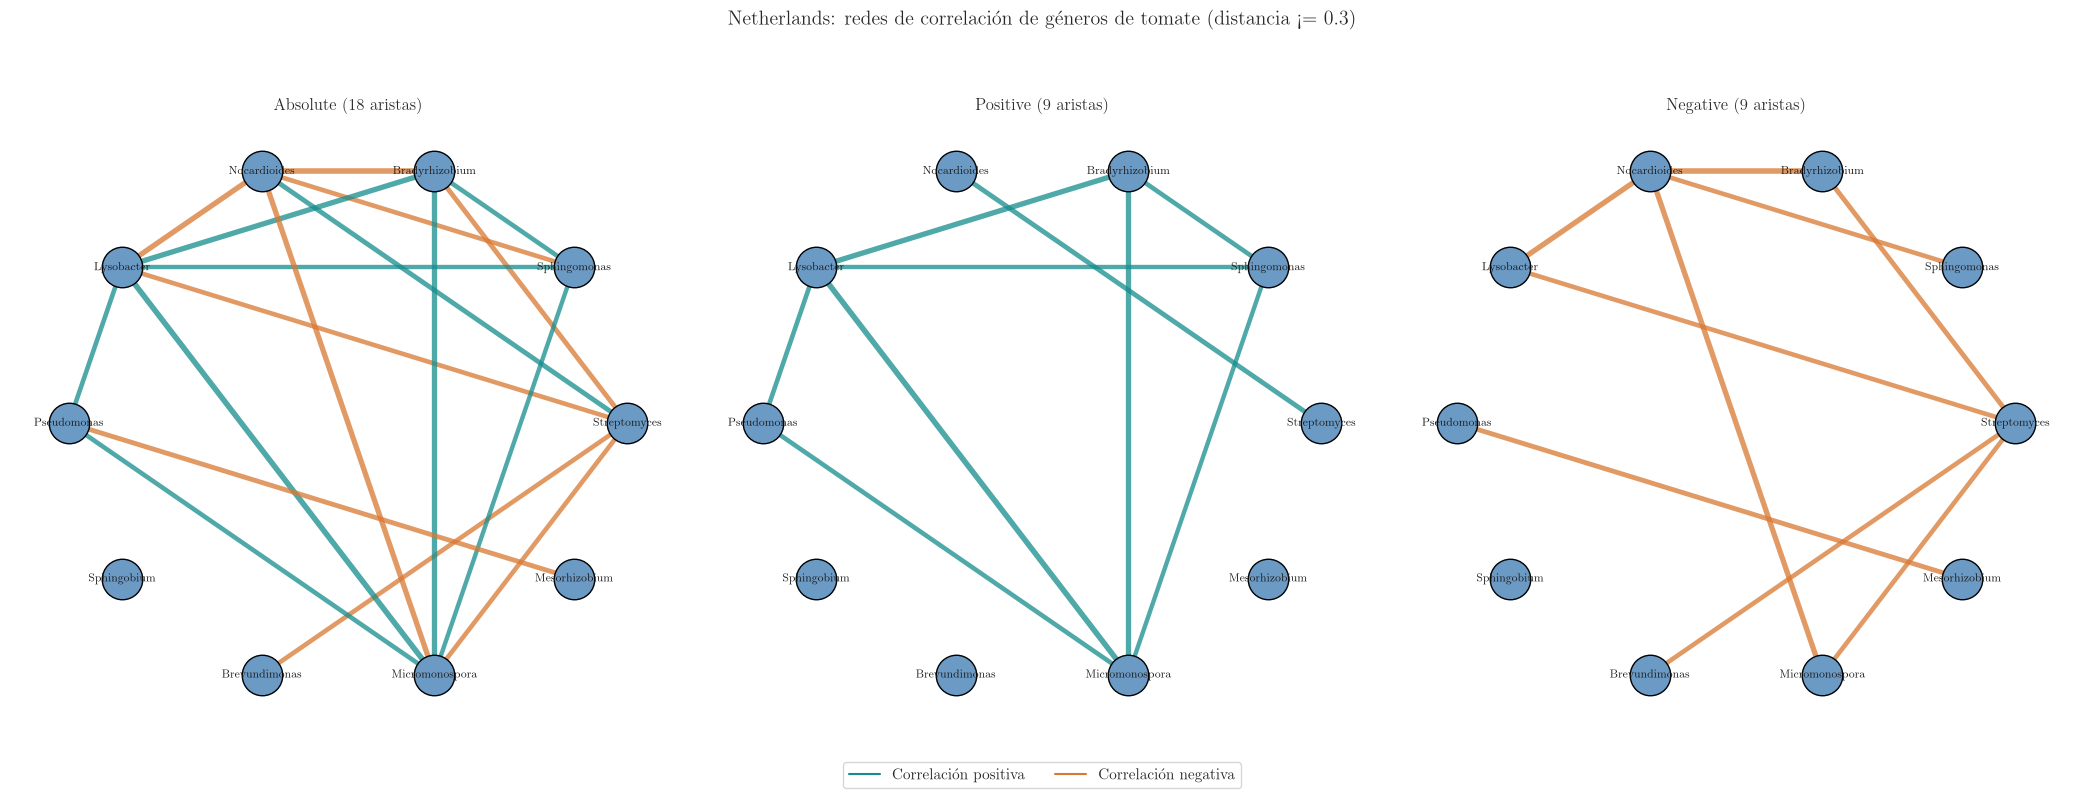 Netherlands: redes de correlación de géneros de tomate (distancia ¡= 0.3)
Absolute (18 aristas)
Nocardioides
Bradyrhizobium
Lysobacter
Sphingomonas
Pseudomonas
Streptomyces
Sphingobium
Mesorhizobium
Brevundimonas
Micromonospora
Positive (9 aristas)
Nocardioides
Bradyrhizobium
Lysobacter
Sphingomonas
Pseudomonas
Streptomyces
Sphingobium
Mesorhizobium
Brevundimonas
Micromonospora
Negative (9 aristas)
Nocardioides
Bradyrhizobium
Lysobacter
Sphingomonas
Pseudomonas
Streptomyces
Sphingobium
Mesorhizobium
Brevundimonas
Micromonospora
Correlación positiva
Correlación negativa